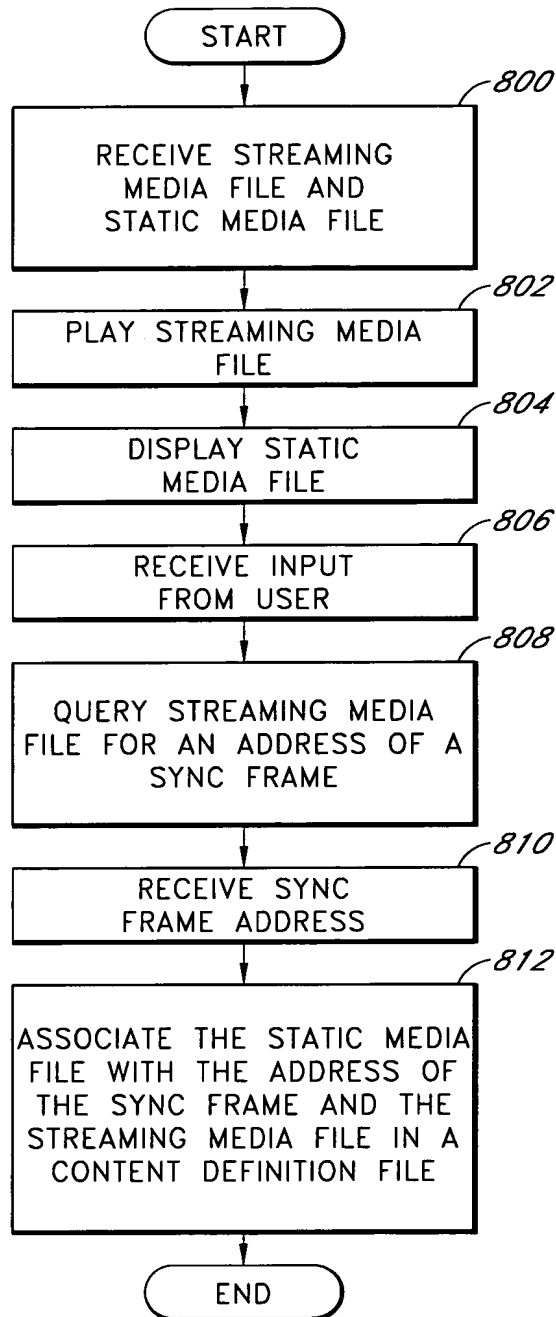 START
800
RECEIVE STREAMING
MEDIA FILE AND
STATIC MEDIA FILE
802
PLAY STREAMING MEDIA
FILE
804
DISPLAY STATIC
MEDIA FILE
806
RECEIVE INPUT
FROM USER
808
QUERY STREAMING MEDIA
FILE FOR AN ADDRESS OF A
SYNC FRAME
810
RECEIVE SYNC
FRAME ADDRESS
812
ASSOCIATE THE STATIC MEDIA
FILE WITH THE ADDRESS OF
THE SYNC FRAME AND THE
STREAMING MEDIA FILE IN A
CONTENT DEFINITION FILE
END